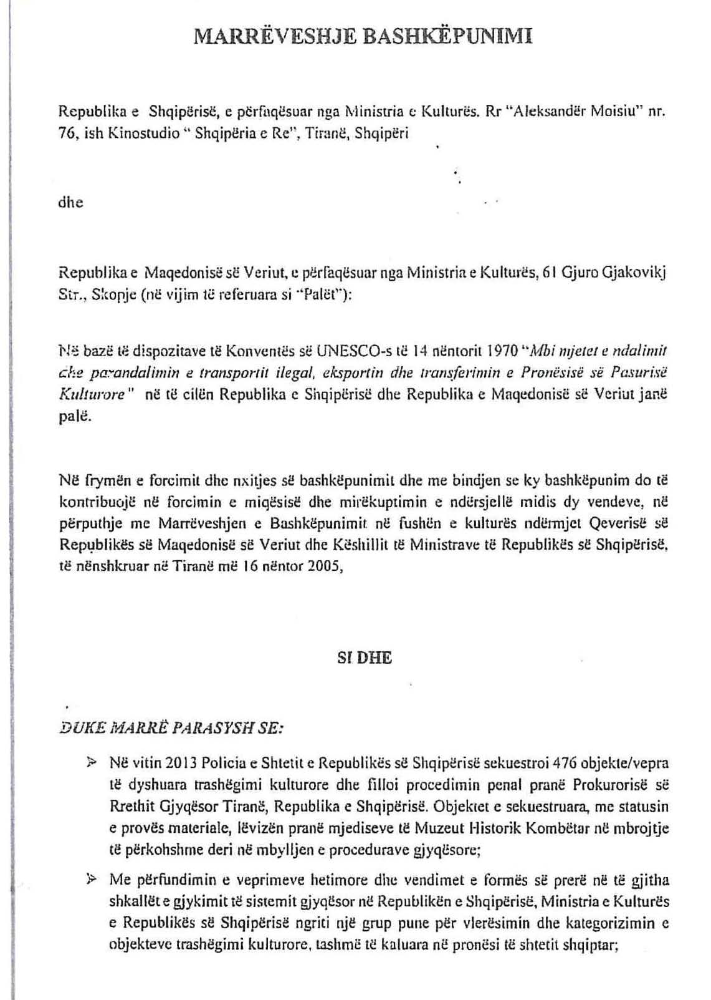 MARRËVESHJE BASHKËPUNIMI
Republika e Shqipërisë, e përfaqësuar nga Ministria e Kulturës. Rr “Aleksandër Moisiu” nr.
76, ish Kinostudio “ Shqipëria e Re”, Tiranë, Shqipëri
dhe
Republika e Maqedonisë së Veriut, e përfaqësuar nga Ministria e Kulturës, 61 Gjuro Gjakovikj
Str., Skopje (në vijim të referuara si “Palët”):
Në bazë të dispozitave të Konventës së UNESCO-s të 14 nëntorit 1970 “Mbi mjetet e ndalimit
dhe parandalimin e transportit ilegal, eksportin dhe transferimin e Pronësisë së Pasurisë
Kulturore" në të cilën Republika e Shqipërisë dhe Republika e Maqedonisë së Veriut janë
palë.
Në frymën e forcimit dhe nxitjes së bashkëpunimit dhe me bindjen se ky bashkëpunim do të
kontribuojë në forcimin e miqësisë dhe mirëkuptimin e ndërsjellë midis dy vendeve, në
përputhje me Marrëveshjen e Bashkëpunimit në fushën e kulturës ndërmjet Qeverisë së
Republikës së Maqedonisë së Veriut dhe Këshillit të Ministrave të Republikës së Shqipërisë,
të nënshkruar në Tiranë më 16 nëntor 2005,
SI DHE
DUKE MARRË PARASYSH SE:
➢ Në vitin 2013 Policia e Shtetit e Republikës së Shqipërisë sekuestroi 476 objekte/vepra
të dyshuara trashëgimi kulturore dhe filloi procedimin penal pranë Prokurorisë së
Rrethit Gjyqësor Tiranë, Republika e Shqipërisë. Objektet e sekuestruara, me statusin
e provës materiale, lëvizën pranë mjediseve të Muzeut Historik Kombëtar në mbrojtje
të përkohshme deri në mbylljen e procedurave gjyqësore;
➢ Me përfundimin e veprimeve hetimore dhe vendimet e formës së prerë në të gjitha
shkallët e gjykimit të sistemit gjyqësor në Republikën e Shqipërisë, Ministria e Kulturës
e Republikës së Shqipërisë ngriti një grup pune për vlerësimin dhe kategorizimin e
objekteve trashëgimi kulturore, tashmë të kaluara në pronësi të shtetit shqiptar;